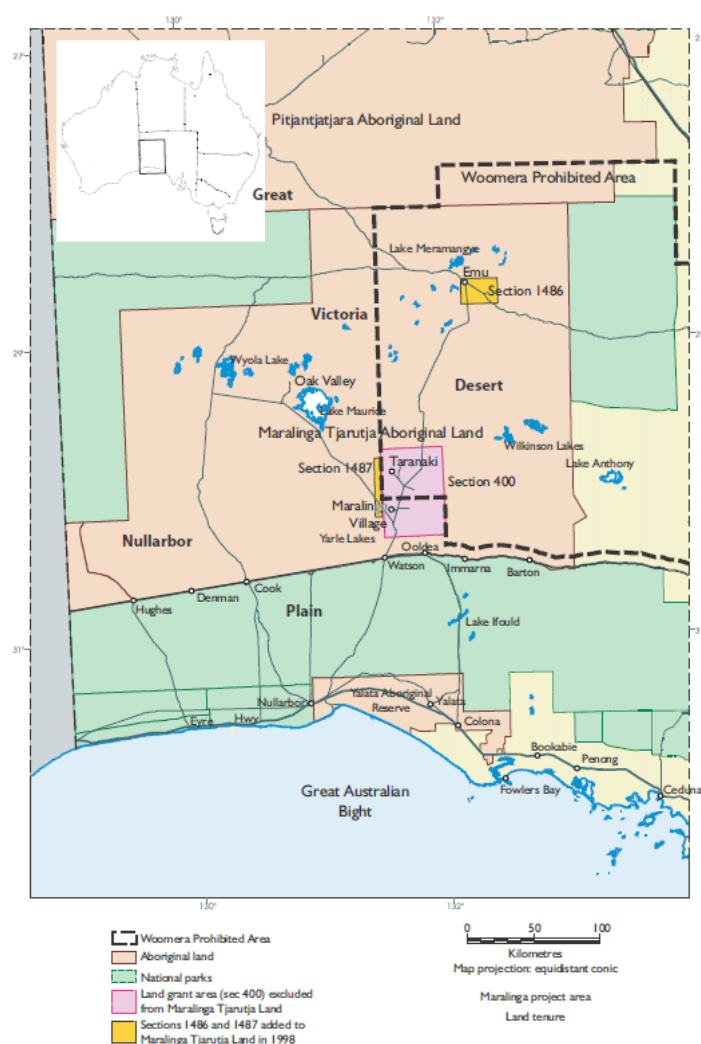 130°
132°
27°
Pitjantjatjara Aboriginal Land
Woomera Prohibited Area
Great
Lake Meramangye
Emu
Section 1486
Victoria
29°
Wyola Lake
Oak Valley
Desert
Lake Maurice
Maralinga Tjarutja Aboriginal Land
Wilkinson Lakes
Section 1487
Taranaki
Lake Anthony
Section 400
Maralinga
Village
Nullarbor
Yarle Lakes
Ooldea
Watson
Immarna
Barton
Cook
Denman
Hughes
Plain
Lake Ifould
31°
Nullarbor
Yalata Aboriginal
Reserve
Yalata
Eyre
Hwy
Colona
Bookabie
Penong
Fowlers Bay
Ceduna
Great Australian
Bight
130°
132°
Woomera Prohibited Area
Aboriginal land
National parks
Land grant area (sec 400) excluded
from Maralinga Tjarutja Land
Sections 1486 and 1487 added to
Maralinga Tjarutja Land in 1998
0 50 100
Kilometres
Map projection: equidistant conic
Maralinga project area
Land tenure